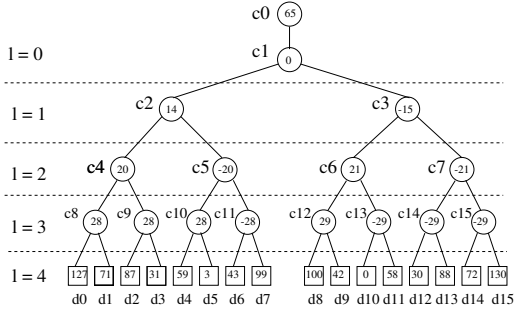 c0 65
l = 0 c1 0
l = 1 c2 14 c3 -15
l = 2 c4 20 c5 -20 c6 21 c7 -21
l = 3 c8 28 c9 28 c10 28 c11 -28 c12 29 c13 -29 c14 -29 c15 -29
l = 4 127 71 87 31 59 3 43 99 100 42 0 58 30 88 72 130
d0 d1 d2 d3 d4 d5 d6 d7 d8 d9 d10 d11 d12 d13 d14 d15